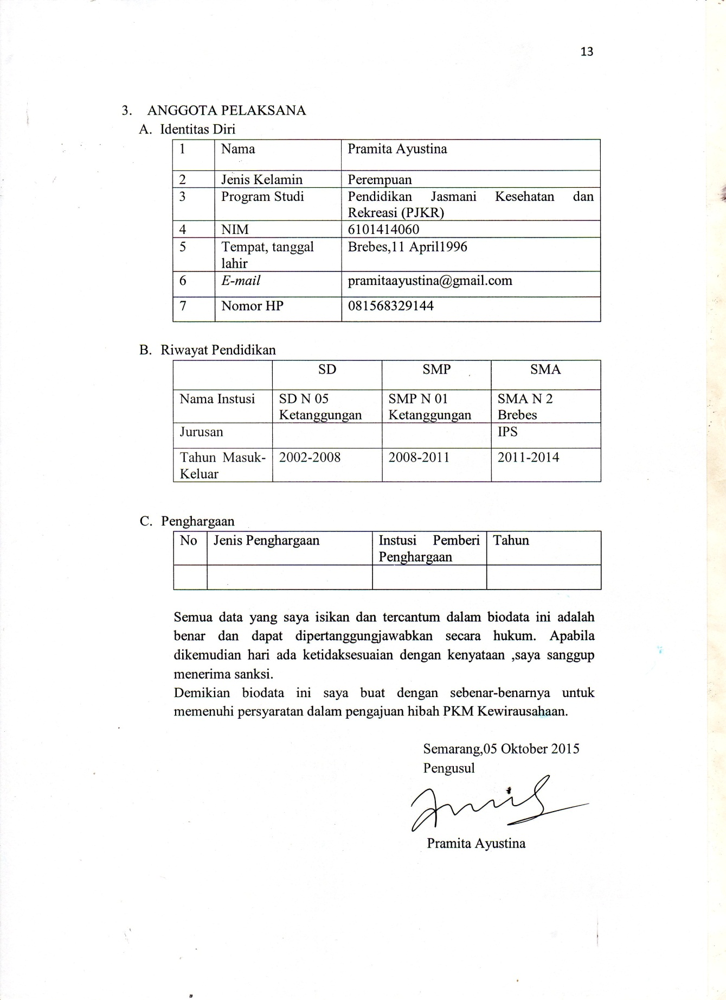 13
3. ANGGOTA PELAKSANA
A. Identitas Diri
1 Nama Pramita Ayustina
2 Jenis Kelamin Perempuan
3 Program Studi Pendidikan Jasmani Kesehatan dan
Rekreasi (PJKR)
4 NIM 6101414060
5 Tempat, tanggal Brebes,11 April1996
lahir
6 E-mail pramitaayustina@gmail.com
7 Nomor HP 081568329144
B. Riwayat Pendidikan
SD SMP SMA
Nama Instusi SD N 05 SMP N 01 SMA N 2
Ketanggungan Ketanggungan Brebes
Jurusan IPS
Tahun Masuk- 2002-2008 2008-2011 2011-2014
Keluar
C. Penghargaan
No Jenis Penghargaan Instusi Pemberi Tahun
Penghargaan
Semua data yang saya isikan dan tercantum dalam biodata ini adalah
benar dan dapat dipertanggungjawabkan secara hukum. Apabila
dikemudian hari ada ketidaksesuaian dengan kenyataan ,saya sanggup
menerima sanksi.
Demikian biodata ini saya buat dengan sebenar-benarnya untuk
memenuhi persyaratan dalam pengajuan hibah PKM Kewirausahaan.
Semarang,05 Oktober 2015
Pengusul
Pramita Ayustina